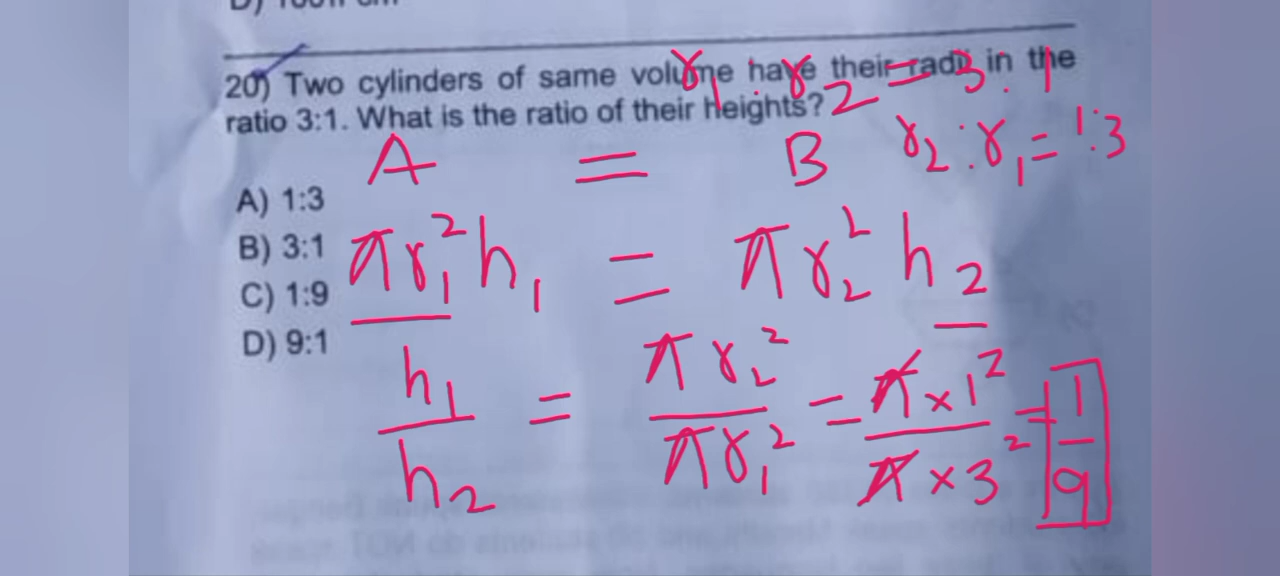 20) Two cylinders of same volume have their radii in the
ratio 3:1. What is the ratio of their heights?
r₁ : r₂ = 3 : 1
r₂ : r₁ = 1:3
A = B
A) 1:3
B) 3:1
C) 1:9
D) 9:1
πr₁²h₁ = πr₂²h₂
h₁/h₂ = πr₂²/πr₁² = π×1²/π×3² = 1/9